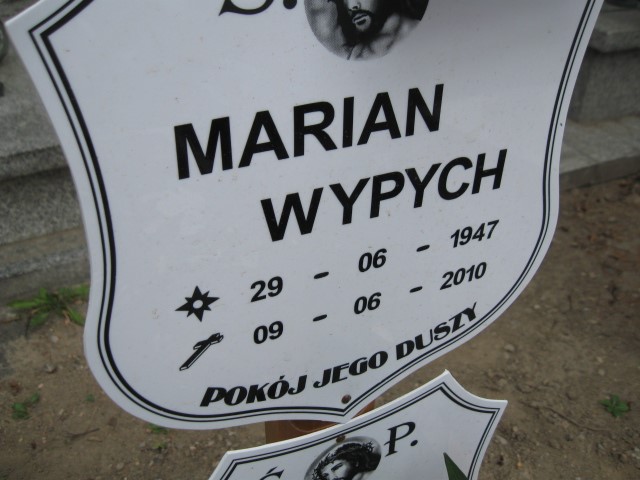 Ś.
MARIAN
WYPYCH
29 - 06 - 1947
09 - 06 - 2010
POKÓJ JEGO DUSZY
Ś P.